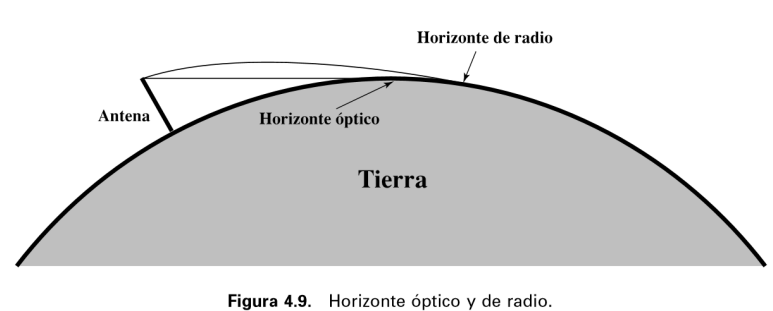 Horizonte de radio
Antena
Horizonte óptico
Tierra
Figura 4.9. Horizonte óptico y de radio.